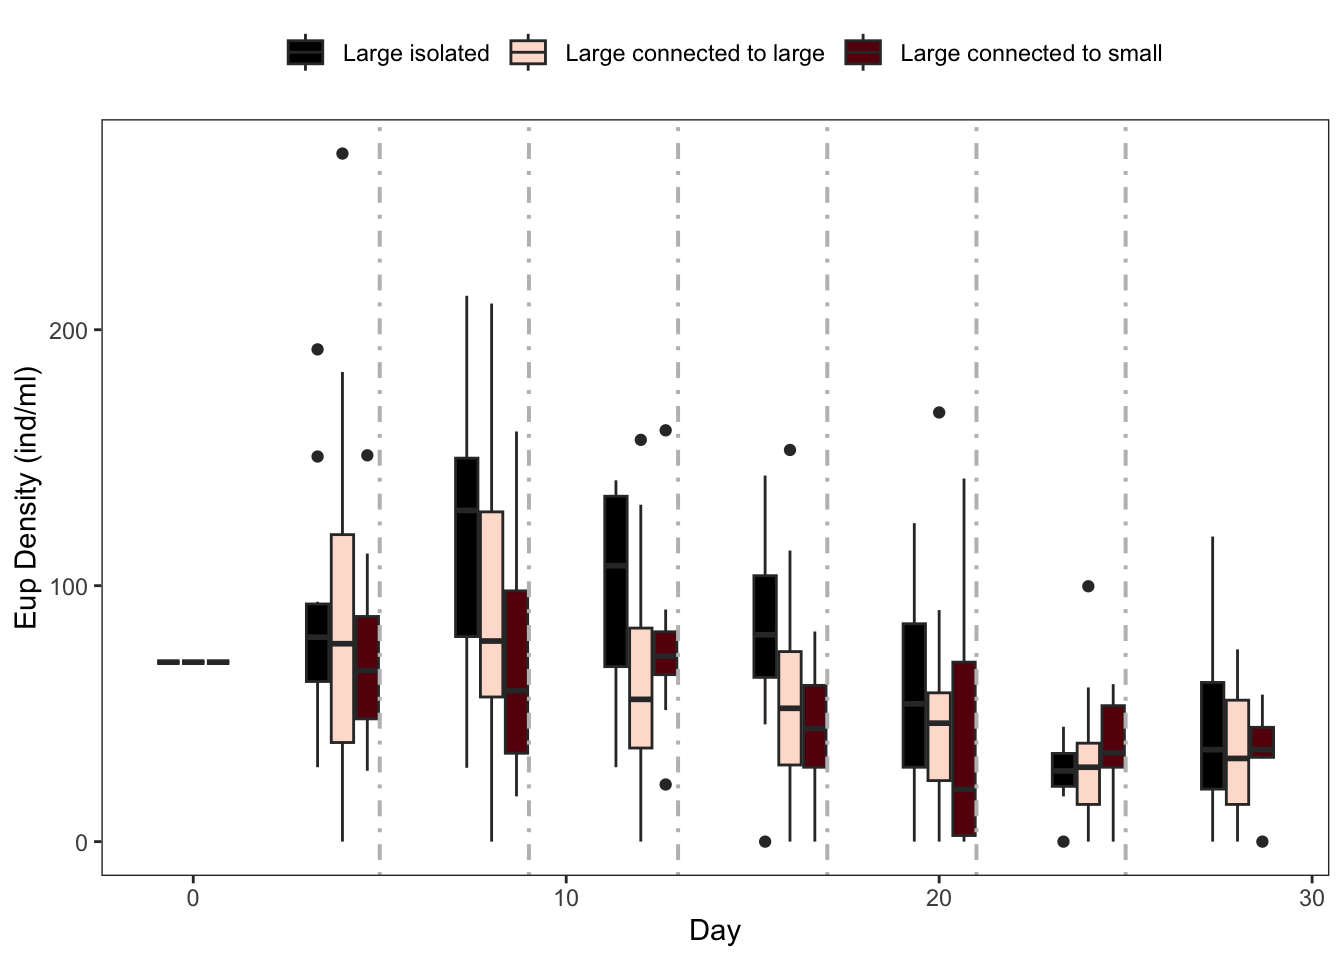 Large isolated Large connected to large Large connected to small
Eup Density (ind/ml)
200
100
0
0 10 20 30
Day